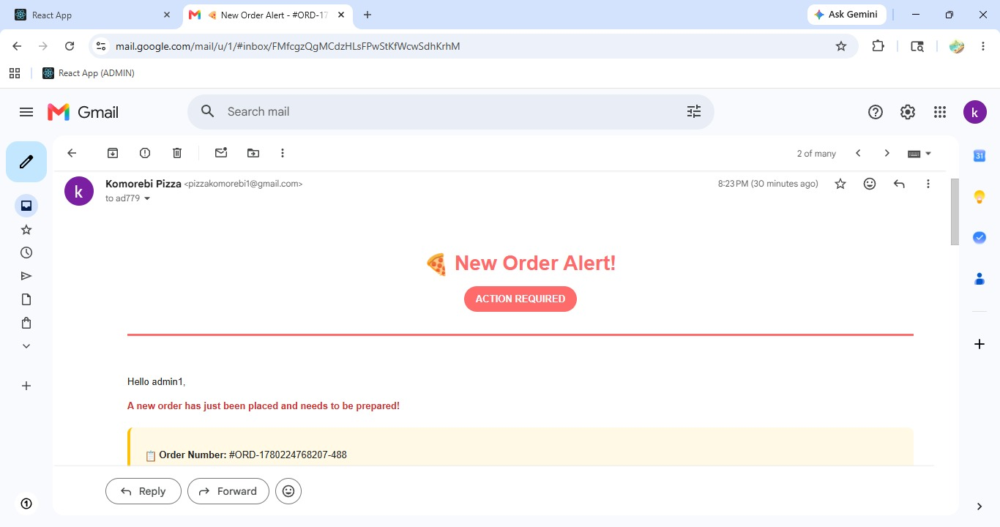 React App
New Order Alert - #ORD-17
Ask Gemini
mail.google.com/mail/u/1/#inbox/FMfcgzQgMCdzHLsFPwStKfWcwSdhKrhM
React App (ADMIN)
Gmail
Search mail
k
2 of many
31
k
Komorebi Pizza <pizzakomorebi1@gmail.com>
8:23 PM (30 minutes ago)
to ad779
New Order Alert!
ACTION REQUIRED
Hello admin1,
A new order has just been placed and needs to be prepared!
Order Number: #ORD-1780224768207-488
Reply
Forward
1